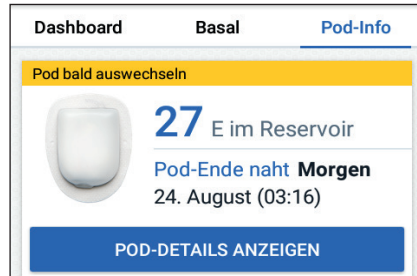 Dashboard Basal Pod-Info
Pod bald auswechseln
27 E im Reservoir
Pod-Ende naht Morgen
24. August (03:16)
POD-DETAILS ANZEIGEN